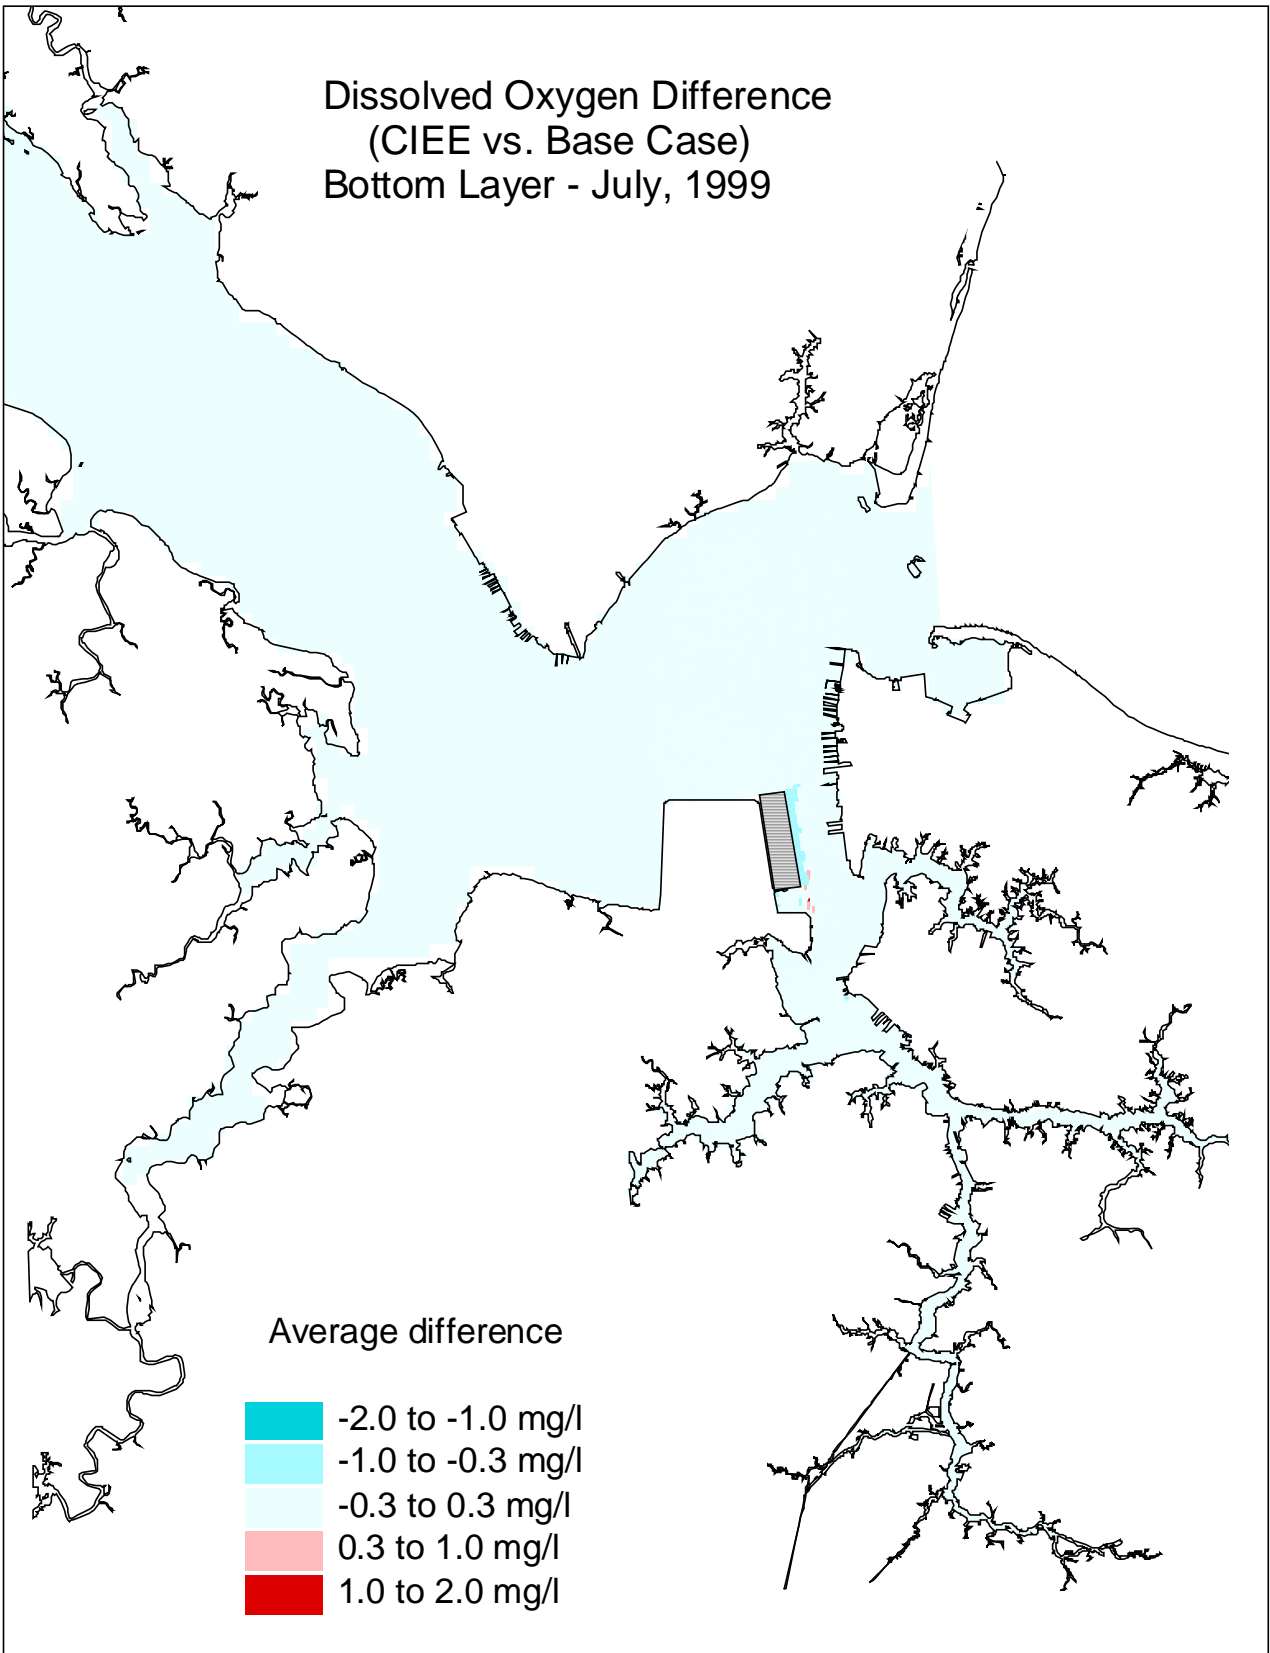 Dissolved Oxygen Difference
(CIEE vs. Base Case)
Bottom Layer - July, 1999
Average difference
-2.0 to -1.0 mg/l
-1.0 to -0.3 mg/l
-0.3 to 0.3 mg/l
0.3 to 1.0 mg/l
1.0 to 2.0 mg/l